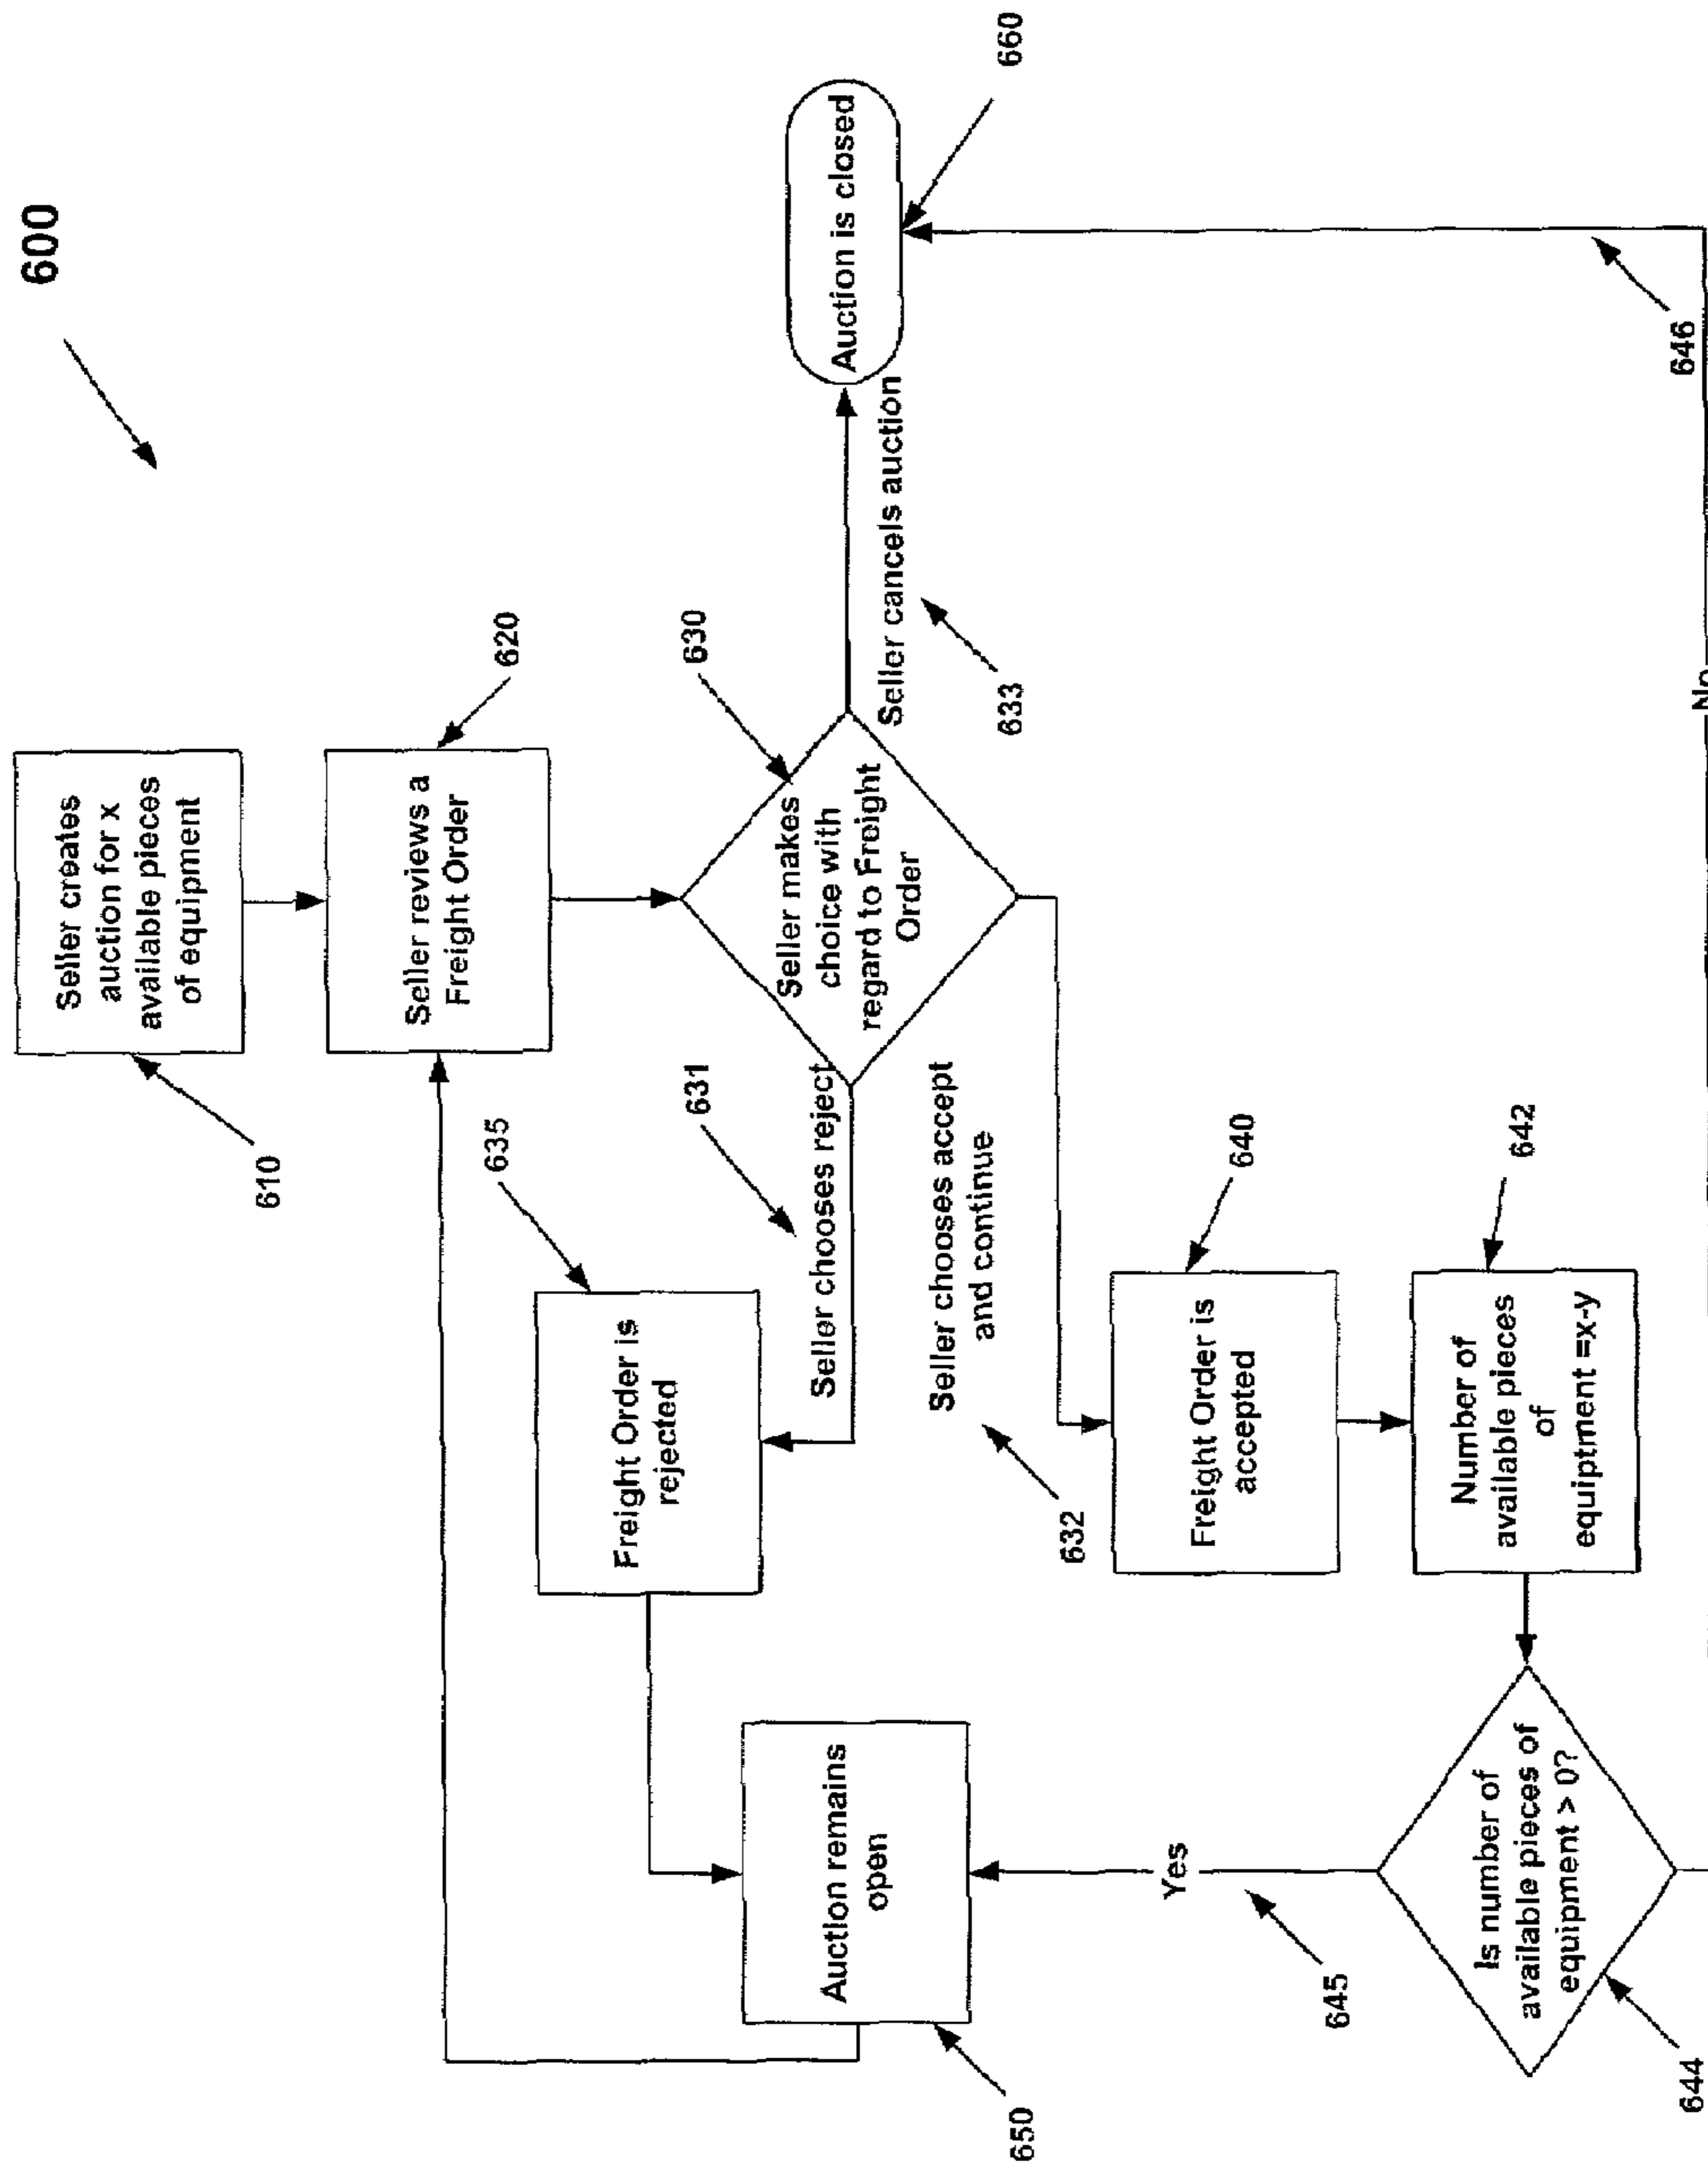 600
Seller creates
auction for x
available pieces
of equipment
610
Seller reviews a
Freight Order
620
Seller makes
choice with
regard to Freight
Order
630
Seller chooses reject
631
Seller cancels auction
633
Auction is closed
660
Freight Order is
rejected
635
Seller chooses accept
and continue
632
Freight Order is
accepted
640
Number of
available pieces
of
equiptment =x-y
642
Auction remains
open
650
Yes
645
Is number of
available pieces of
equipment > 0?
644
No
646